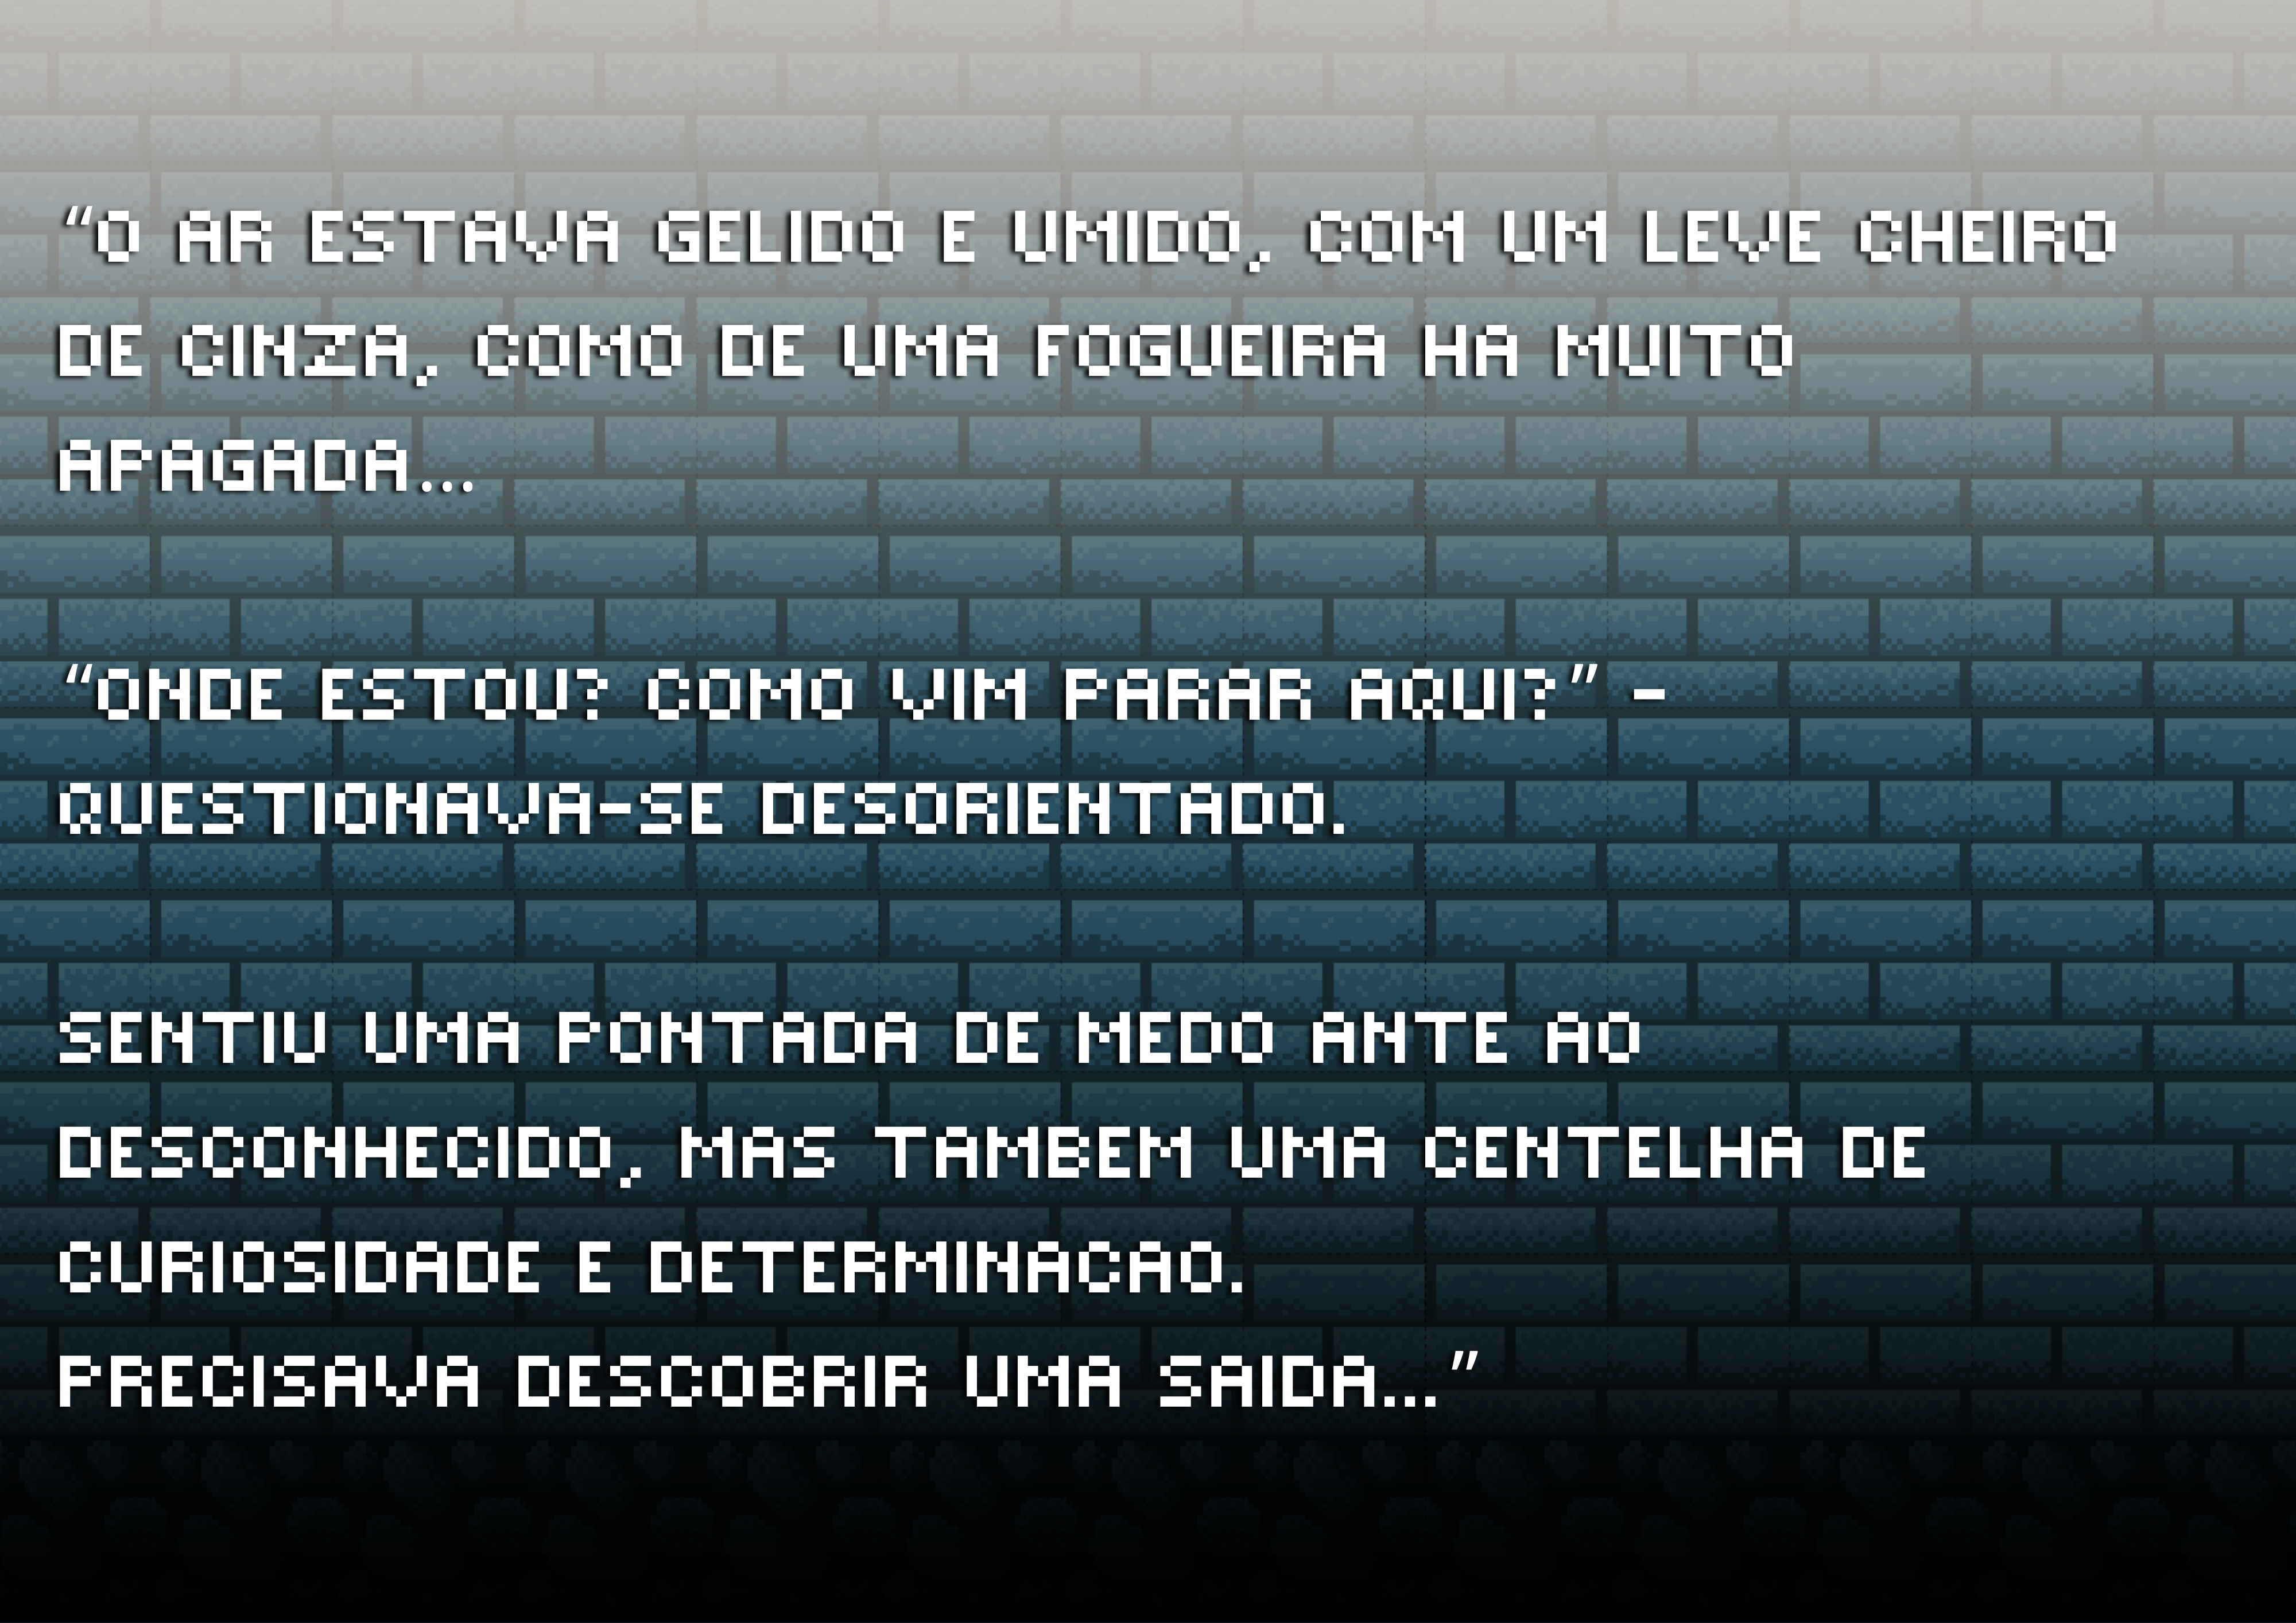 “O AR ESTAVA GELIDO E UMIDO, COM UM LEVE CHEIRO
DE CINZA, COMO DE UMA FOGUEIRA HA MUITO
APAGADA...
“ONDE ESTOU? COMO VIM PARAR AQUI?” -
QUESTIONAVA-SE DESORIENTADO.
SENTIU UMA PONTADA DE MEDO ANTE AO
DESCONHECIDO, MAS TAMBEM UMA CENTELHA DE
CURIOSIDADE E DETERMINACAO.
PRECISAVA DESCOBRIR UMA SAIDA...”